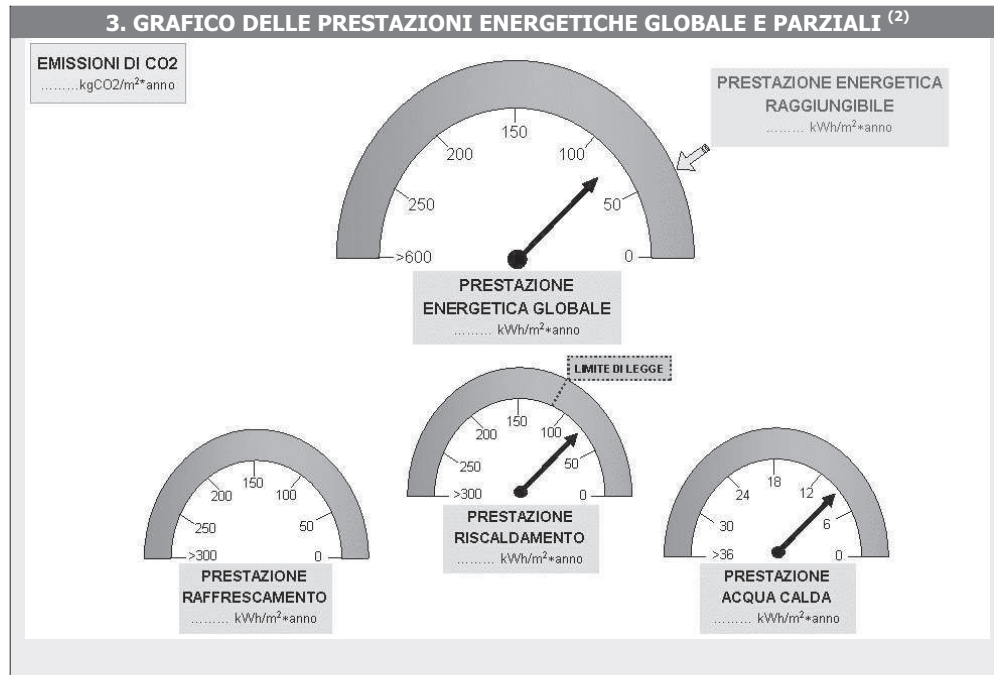 3. GRAFICO DELLE PRESTAZIONI ENERGETICHE GLOBALE E PARZIALI (2)
EMISSIONI DI CO2
.........kgCO2/m²*anno
PRESTAZIONE ENERGETICA
RAGGIUNGIBILE
......... kWh/m²*anno
150
200
100
250
50
>600
0
PRESTAZIONE
ENERGETICA GLOBALE
......... kWh/m²*anno
LIMITE DI LEGGE
150
200
100
250
50
>300
0
PRESTAZIONE
RISCALDAMENTO
......... kWh/m²*anno
150
200
100
250
50
>300
0
PRESTAZIONE
RAFFRESCAMENTO
......... kWh/m²*anno
18
24
12
30
6
>36
0
PRESTAZIONE
ACQUA CALDA
......... kWh/m²*anno